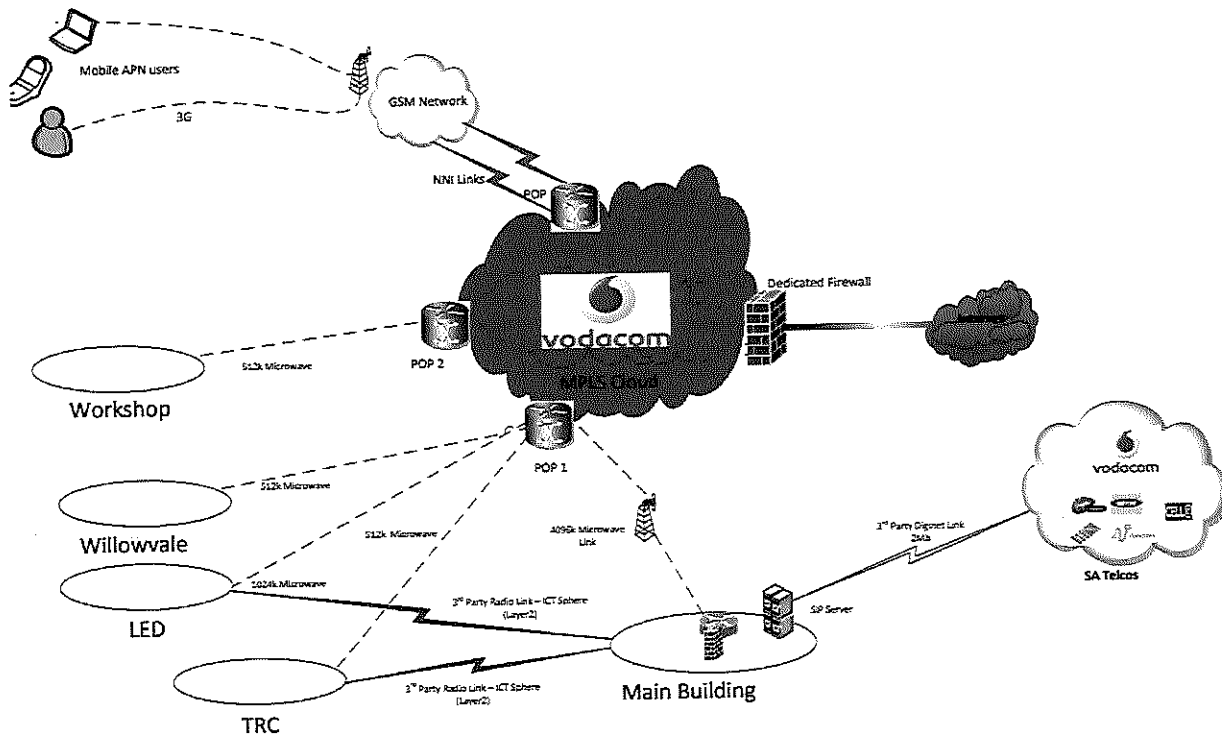 Mobile APN users
3G
GSM Network
NNI Links
POP
Dedicated Firewall
vodacom
MPLS Cloud
POP 2
512k Microwave
Workshop
POP 1
512k Microwave
Willowvale
512k Microwave
4096k Microwave
Link
1024k Microwave
LED
3rd Party Radio Link – ICT Sphere
(Layer2)
3rd Party Radio Link – ICT Sphere
(Layer2)
TRC
Main Building
SIP Server
3rd Party Diginet Link
2Mb
vodacom
SA Telcos